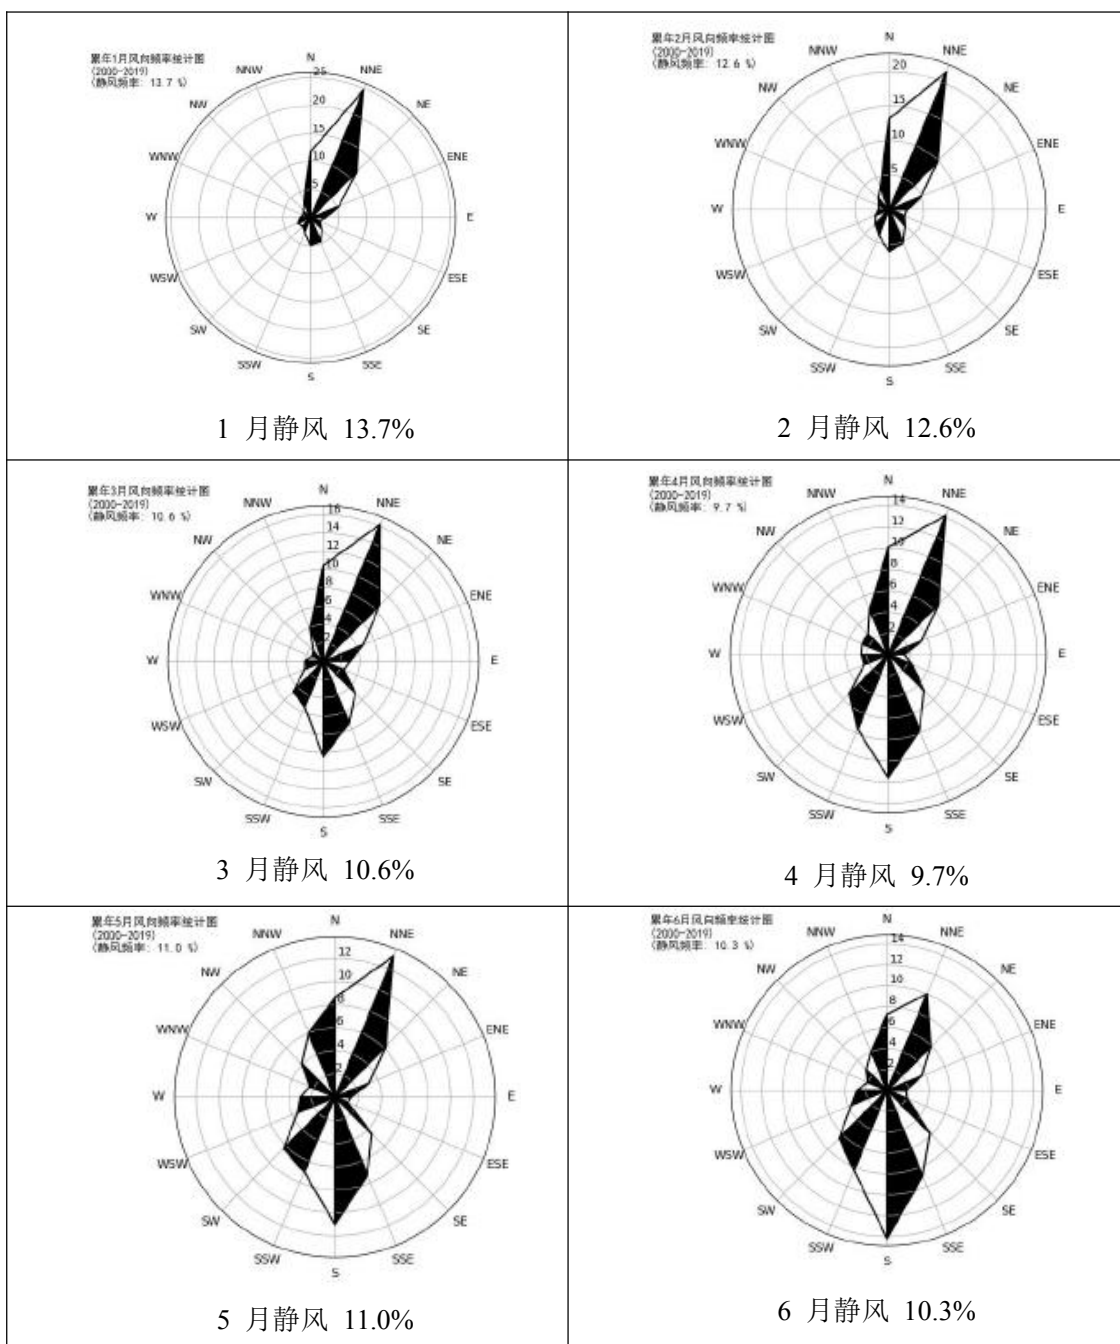 累年1月风向频率统计图
(2000-2019)
(静风频率: 13.7 %)
N
NNW
NNE
NW
NE
WNW
ENE
W
E
WSW
ESE
SW
SE
SSW
SSE
S
25
20
15
10
5
1 月静风 13.7%
累年2月风向频率统计图
(2000-2019)
(静风频率: 12.6 %)
N
NNW
NNE
NW
NE
WNW
ENE
W
E
WSW
ESE
SW
SE
SSW
SSE
S
20
15
10
5
2 月静风 12.6%
累年3月风向频率统计图
(2000-2019)
(静风频率: 10.6 %)
N
NNW
NNE
NW
NE
WNW
ENE
W
E
WSW
ESE
SW
SE
SSW
SSE
S
16
14
12
10
8
6
4
2
3 月静风 10.6%
累年4月风向频率统计图
(2000-2019)
(静风频率: 9.7 %)
N
NNW
NNE
NW
NE
WNW
ENE
W
E
WSW
ESE
SW
SE
SSW
SSE
S
14
12
10
8
6
4
2
4 月静风 9.7%
累年5月风向频率统计图
(2000-2019)
(静风频率: 11.0 %)
N
NNW
NNE
NW
NE
WNW
ENE
W
E
WSW
ESE
SW
SE
SSW
SSE
S
12
10
8
6
4
2
5 月静风 11.0%
累年6月风向频率统计图
(2000-2019)
(静风频率: 10.3 %)
N
NNW
NNE
NW
NE
WNW
ENE
W
E
WSW
ESE
SW
SE
SSW
SSE
S
14
12
10
8
6
4
2
6 月静风 10.3%